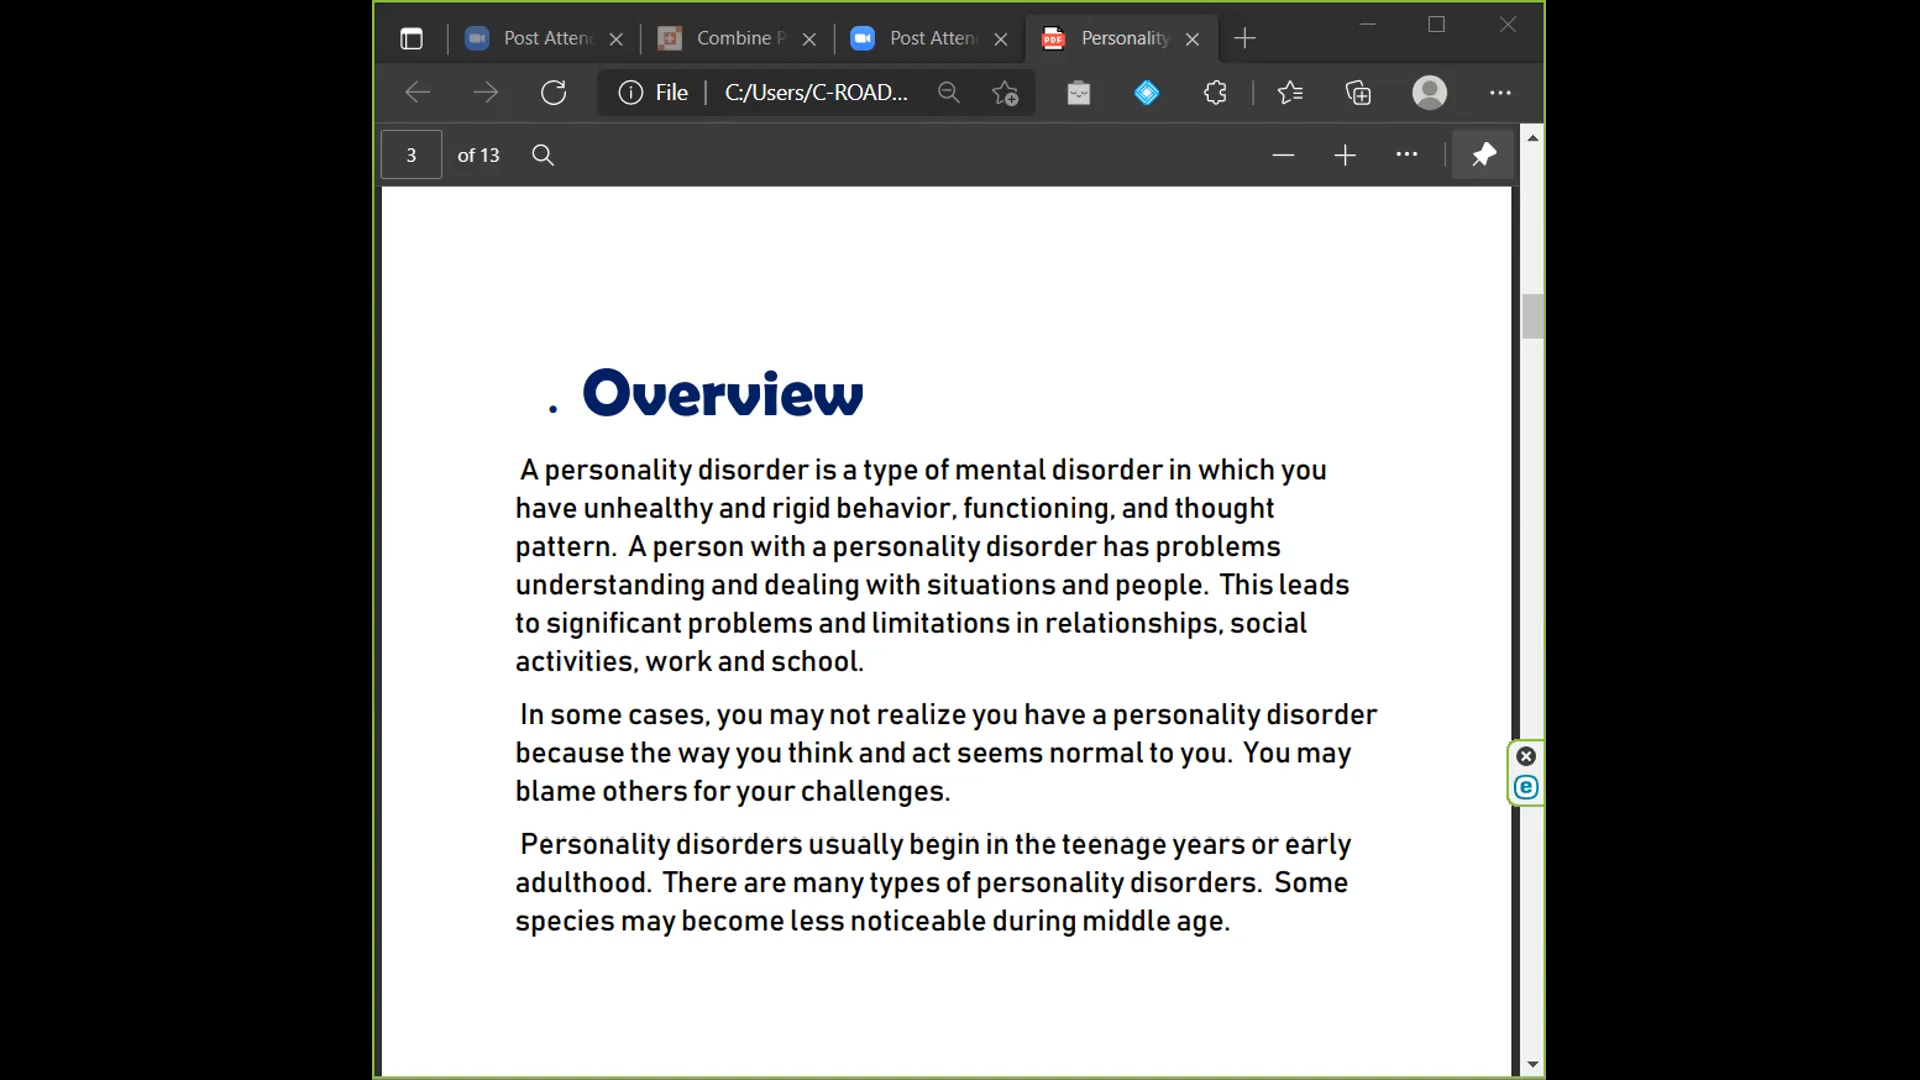 Post Atten
Combine P
Post Atten
Personality
File
C:/Users/C-ROAD...
3 of 13
. Overview
A personality disorder is a type of mental disorder in which you
have unhealthy and rigid behavior, functioning, and thought
pattern. A person with a personality disorder has problems
understanding and dealing with situations and people. This leads
to significant problems and limitations in relationships, social
activities, work and school.
In some cases, you may not realize you have a personality disorder
because the way you think and act seems normal to you. You may
blame others for your challenges.
Personality disorders usually begin in the teenage years or early
adulthood. There are many types of personality disorders. Some
species may become less noticeable during middle age.